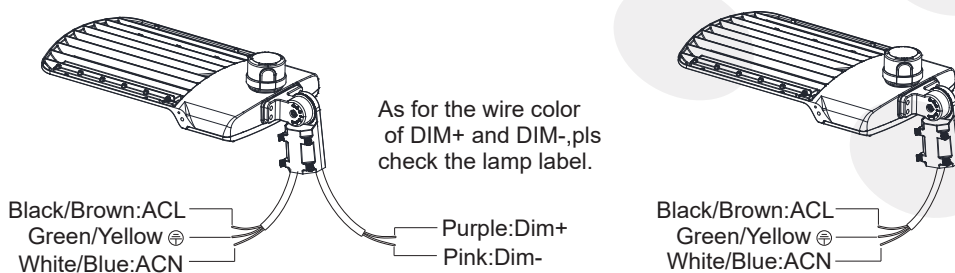 As for the wire color
of DIM+ and DIM-,pls
check the lamp label.
Black/Brown:ACL
Green/Yellow
White/Blue:ACN
Purple:Dim+
Pink:Dim-
Black/Brown:ACL
Green/Yellow
White/Blue:ACN